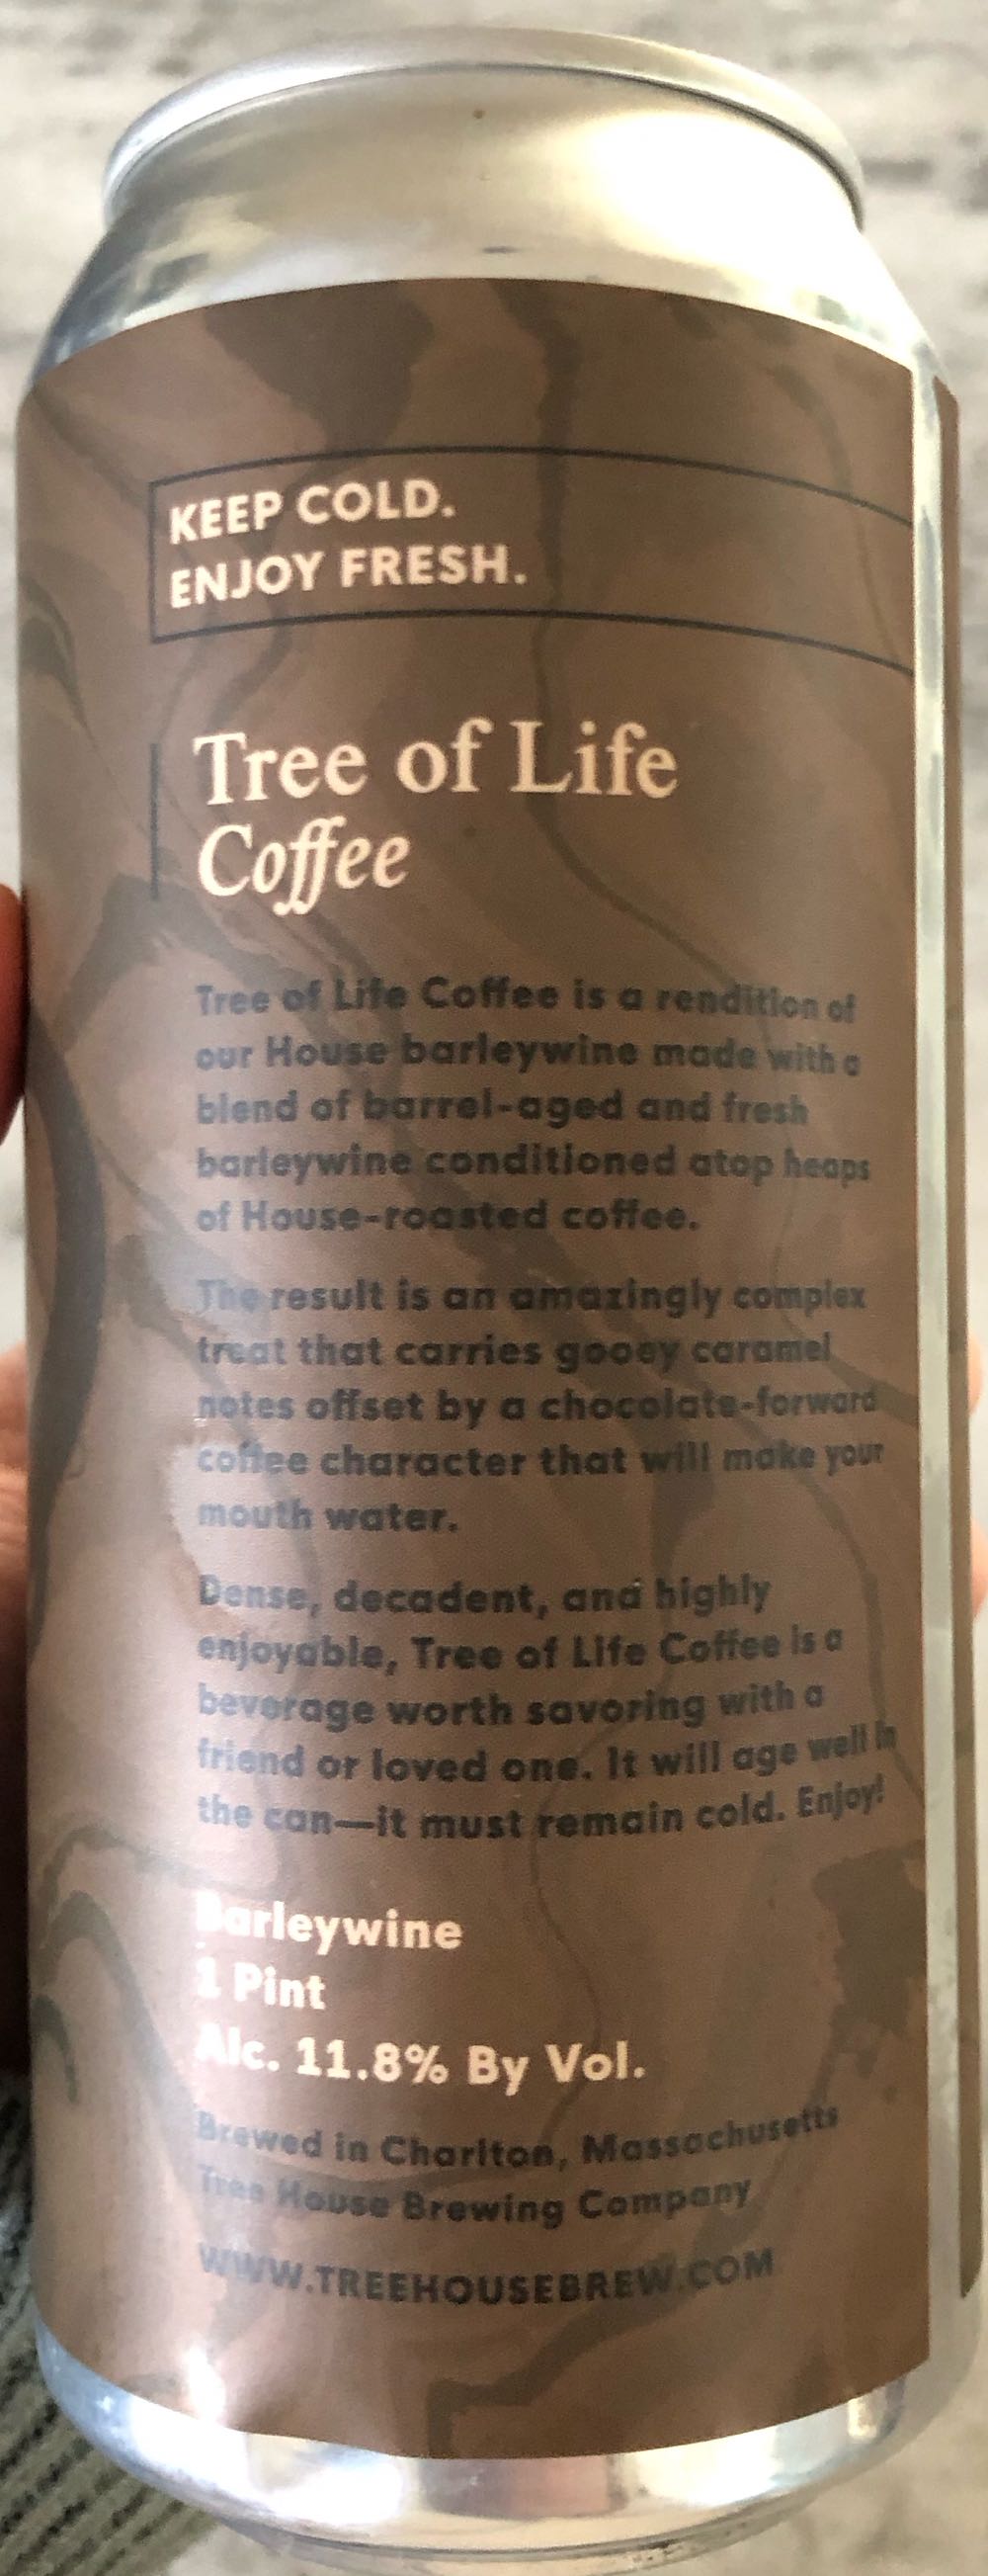 KEEP COLD.
ENJOY FRESH.
Tree of Life
Coffee
Tree of Life Coffee is a rendition of
our House barleywine made with a
blend of barrel-aged and fresh
barleywine conditioned atop heaps
of House-roasted coffee.
The result is an amazingly complex
treat that carries gooey caramel
notes offset by a chocolate-forward
coffee character that will make your
mouth water.
Dense, decadent, and highly
enjoyable, Tree of Life Coffee is a
beverage worth savoring with a
friend or loved one. It will age well in
the can—it must remain cold. Enjoy!
Barleywine
1 Pint
Alc. 11.8% By Vol.
Brewed in Charlton, Massachusetts
Tree House Brewing Company
WWW.TREEHOUSEBREW.COM